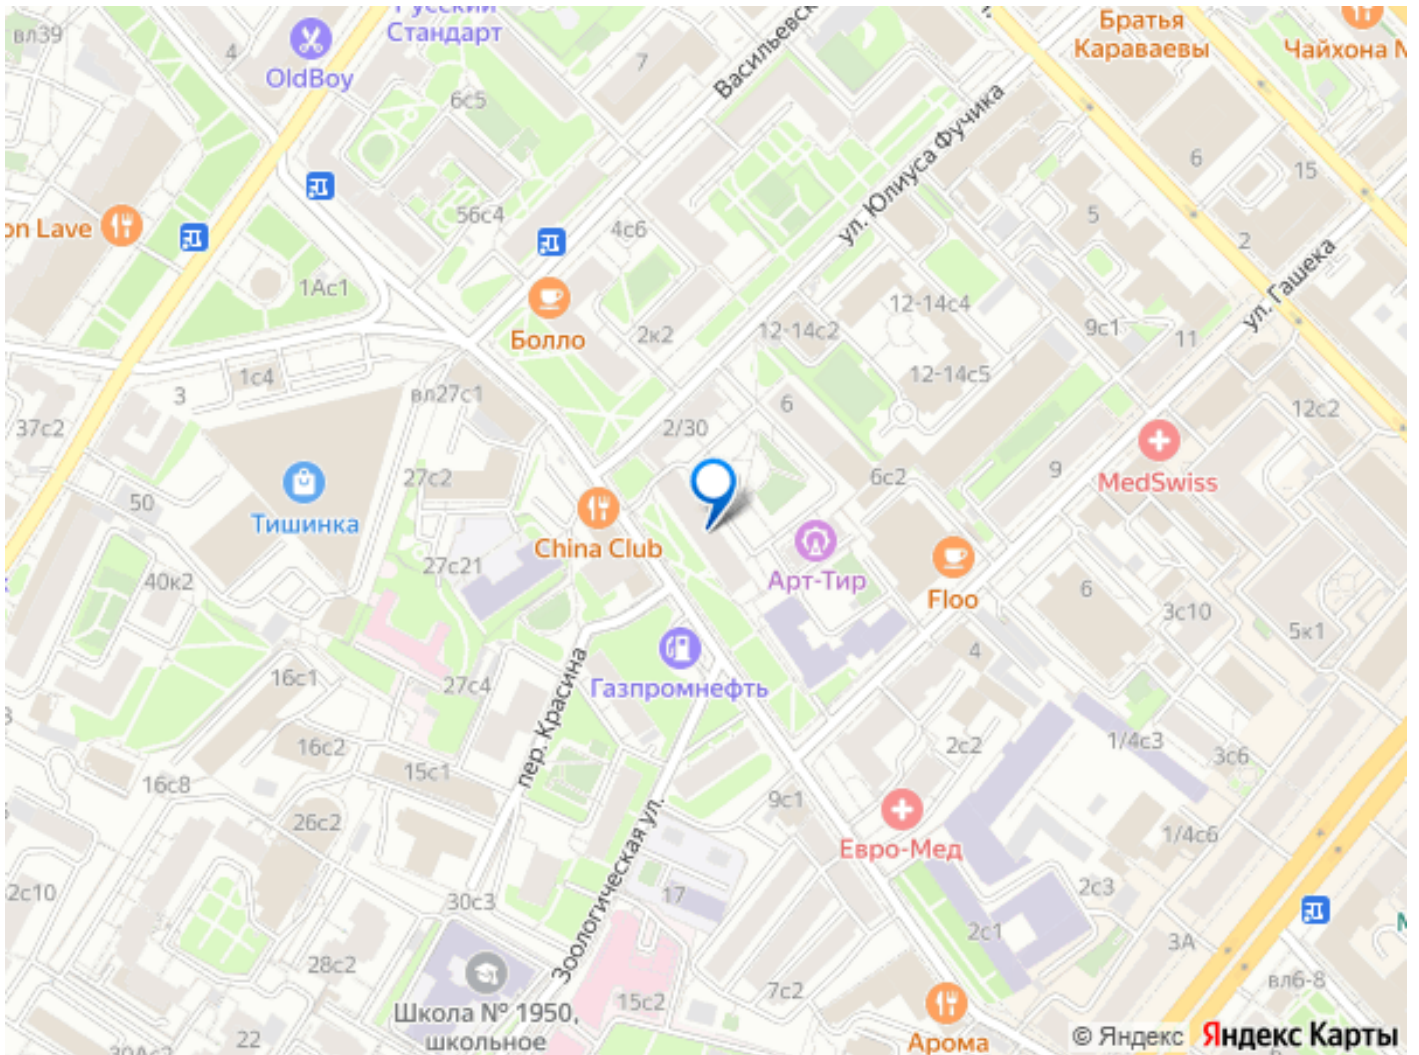 вл39
4
OldBoy
Русский
Стандарт
6с5
7
Васильевск
Братья
Караваевы
Чайхона N
6
15
ул. Юлиуса Фучика
on Lave
56с4
4с6
5
2
ул. Гашека
1Ас1
Болло
2к2
12-14с4
12-14с2
9с1
11
12-14с5
1с4
3
вл27с1
6
12с2
37с2
2/30
27с2
6с2
9
MedSwiss
50
Тишинка
China Club
27с21
Арт-Тир
Floo
40к2
6
3с10
5к1
4
16с1
27с4
Газпромнефть
пер. Красина
16с2
15с1
2с2
1/4с3
3с6
16с8
26с2
9с1
Евро-Мед
1/4с6
Зоологическая ул.
2с10
30с3
17
2с3
2с1
3А
28с2
Школа № 1950,
школьное
15с2
7с2
вл6-8
22
30Ас2
Арома
© Яндекс Яндекс Карты